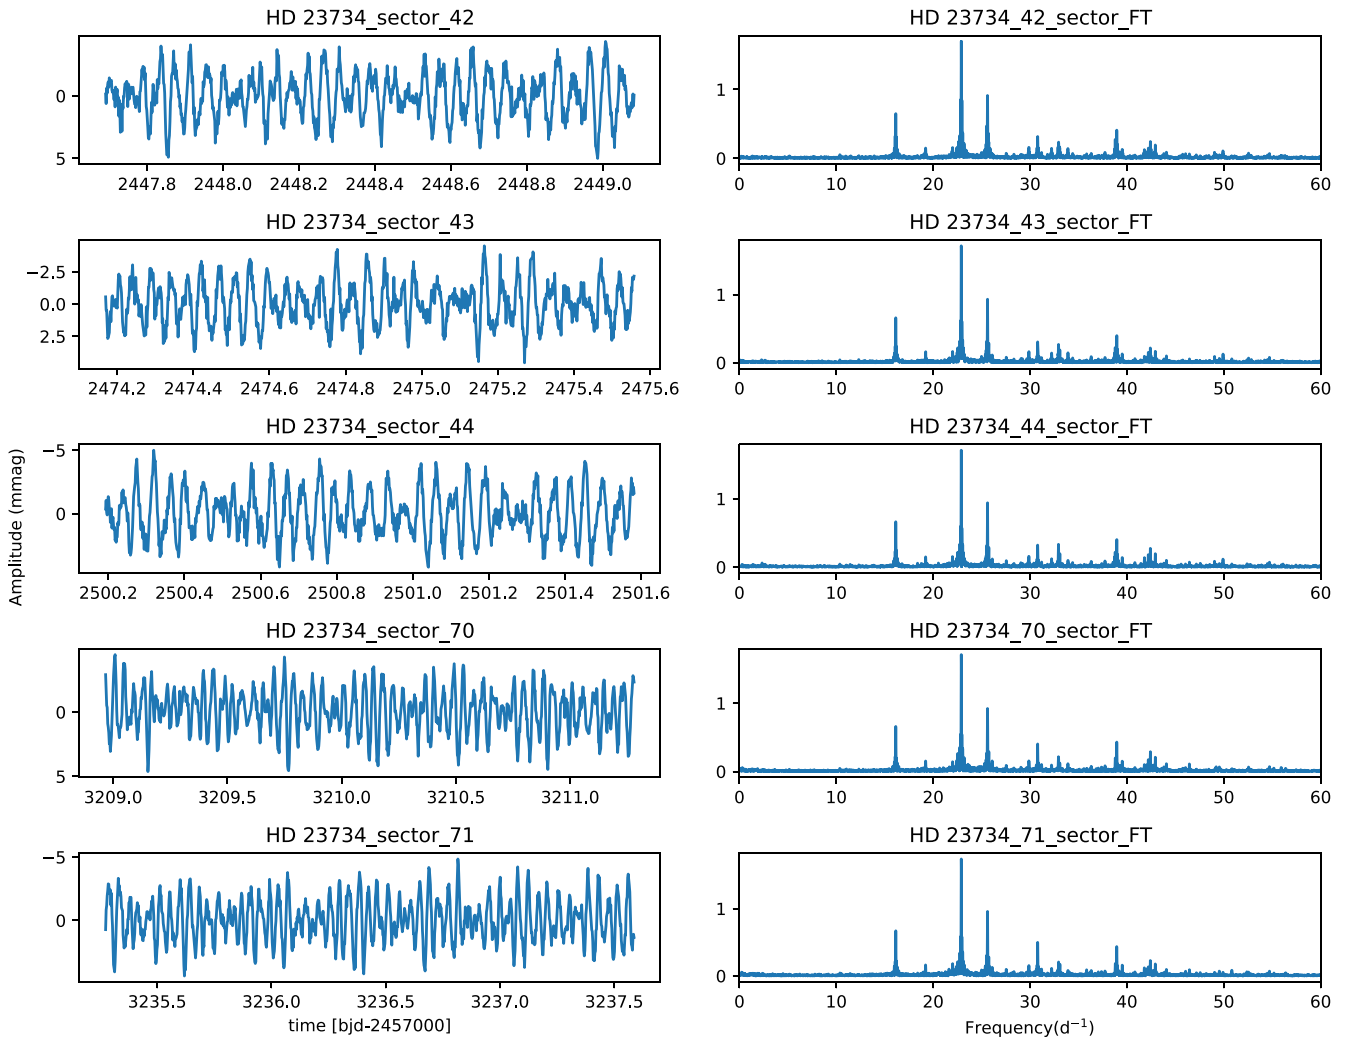 HD 23734_sector_42
HD 23734_42_sector_FT
0
5
1
0
2447.8 2448.0 2448.2 2448.4 2448.6 2448.8 2449.0
0 10 20 30 40 50 60
HD 23734_sector_43
HD 23734_43_sector_FT
−2.5
0.0
2.5
1
0
2474.2 2474.4 2474.6 2474.8 2475.0 2475.2 2475.4 2475.6
0 10 20 30 40 50 60
HD 23734_sector_44
HD 23734_44_sector_FT
−5
0
1
0
2500.2 2500.4 2500.6 2500.8 2501.0 2501.2 2501.4 2501.6
0 10 20 30 40 50 60
Amplitude (mmag)
HD 23734_sector_70
HD 23734_70_sector_FT
0
5
1
0
3209.0 3209.5 3210.0 3210.5 3211.0
0 10 20 30 40 50 60
HD 23734_sector_71
HD 23734_71_sector_FT
−5
0
1
0
3235.5 3236.0 3236.5 3237.0 3237.5
0 10 20 30 40 50 60
time [bjd-2457000]
Frequency(d⁻¹)